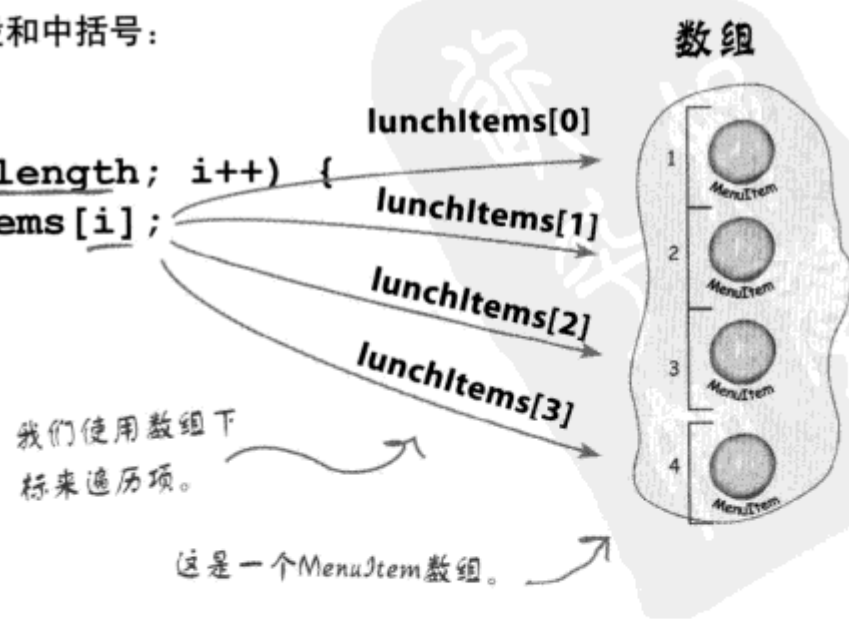 和中括号：
数组
lunchItems[0]
length; i++) {
ems[i];
lunchItems[1]
lunchItems[2]
lunchItems[3]
1
MenuItem
2
MenuItem
3
MenuItem
4
MenuItem
我们使用数组下
标来遍历项。
这是一个MenuItem数组。